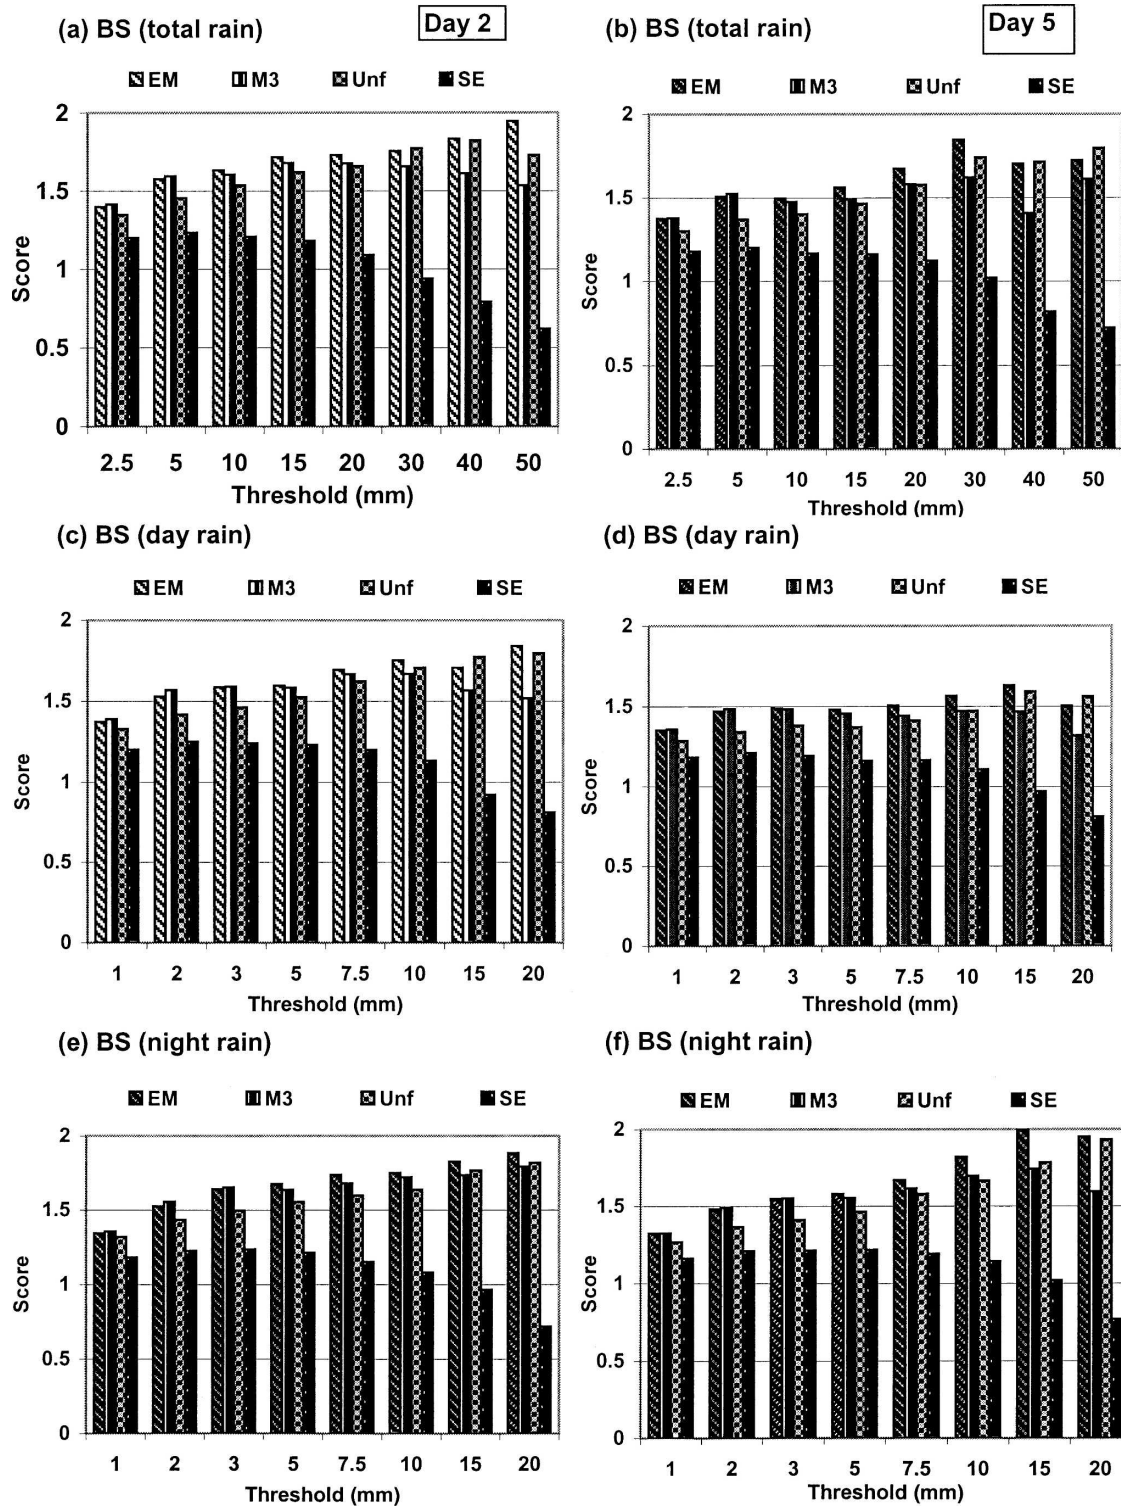 (a) BS (total rain)
Day 2
EM M3 Unf SE
2
1.5
1
0.5
0
Score
2.5 5 10 15 20 30 40 50
Threshold (mm)
(b) BS (total rain)
Day 5
EM M3 Unf SE
2
1.5
1
0.5
0
Score
2.5 5 10 15 20 30 40 50
Threshold (mm)
(c) BS (day rain)
EM M3 Unf SE
2
1.5
1
0.5
0
Score
1 2 3 5 7.5 10 15 20
Threshold (mm)
(d) BS (day rain)
EM M3 Unf SE
2
1.5
1
0.5
0
Score
1 2 3 5 7.5 10 15 20
Threshold (mm)
(e) BS (night rain)
EM M3 Unf SE
2
1.5
1
0.5
0
Score
1 2 3 5 7.5 10 15 20
Threshold (mm)
(f) BS (night rain)
EM M3 Unf SE
2
1.5
1
0.5
0
Score
1 2 3 5 7.5 10 15 20
Threshold (mm)